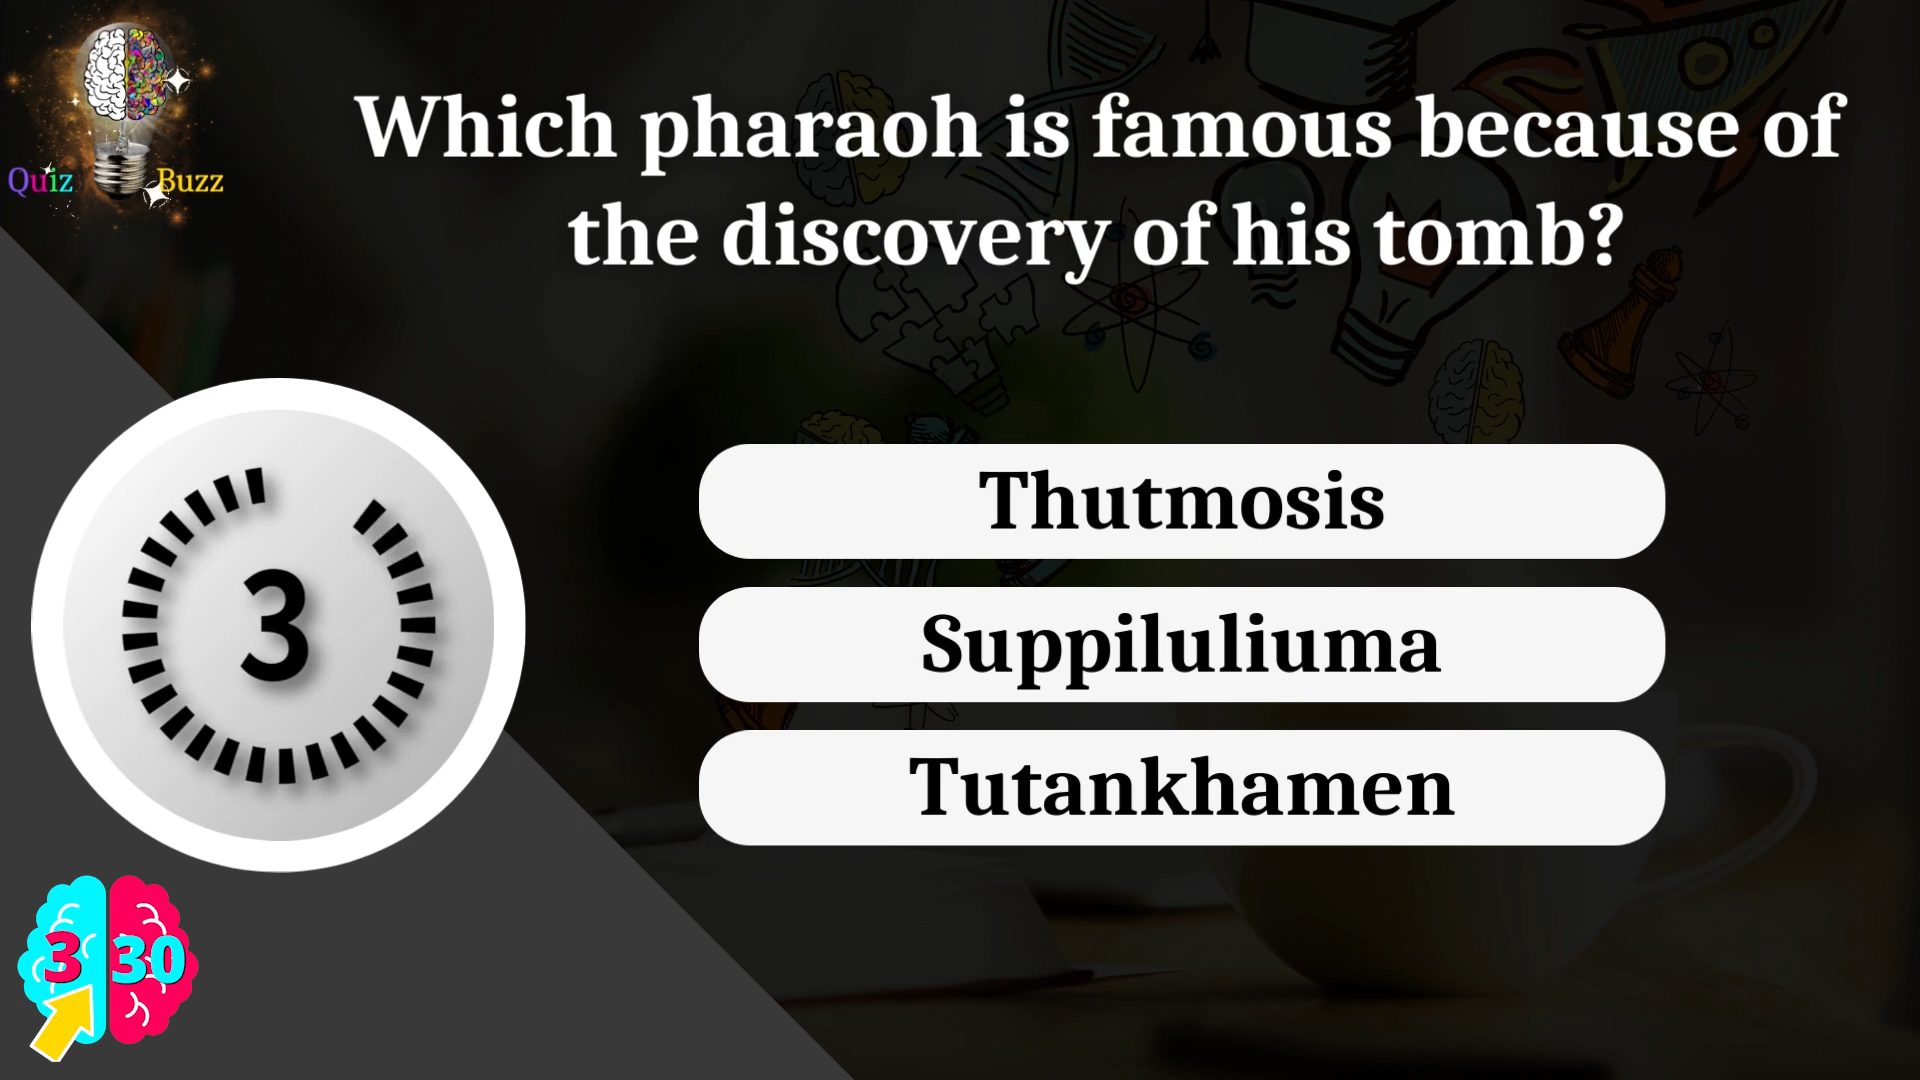 Quiz Buzz
Which pharaoh is famous because of
the discovery of his tomb?
Thutmosis
3
Suppiluliuma
Tutankhamen
3 30